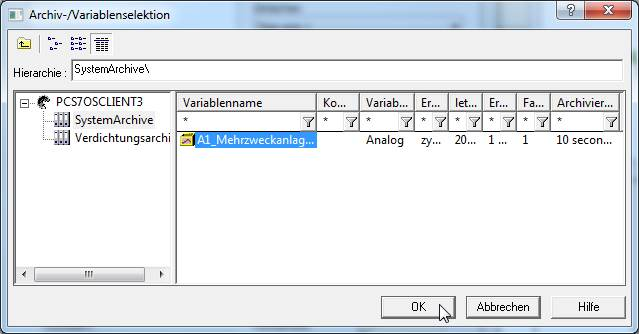 Archiv-/Variablenselektion
Hierarchie : SystemArchive\
PCS7OSCLIENT3
SystemArchive
Verdichtungsarchi
Variablenname Ko... Variab... Er... let... Er... Fa... Archivier...
* * * * * * * *
A1_Mehrzweckanlag... Analog zy... 20... 1 ... 1 10 secon...
OK Abbrechen Hilfe